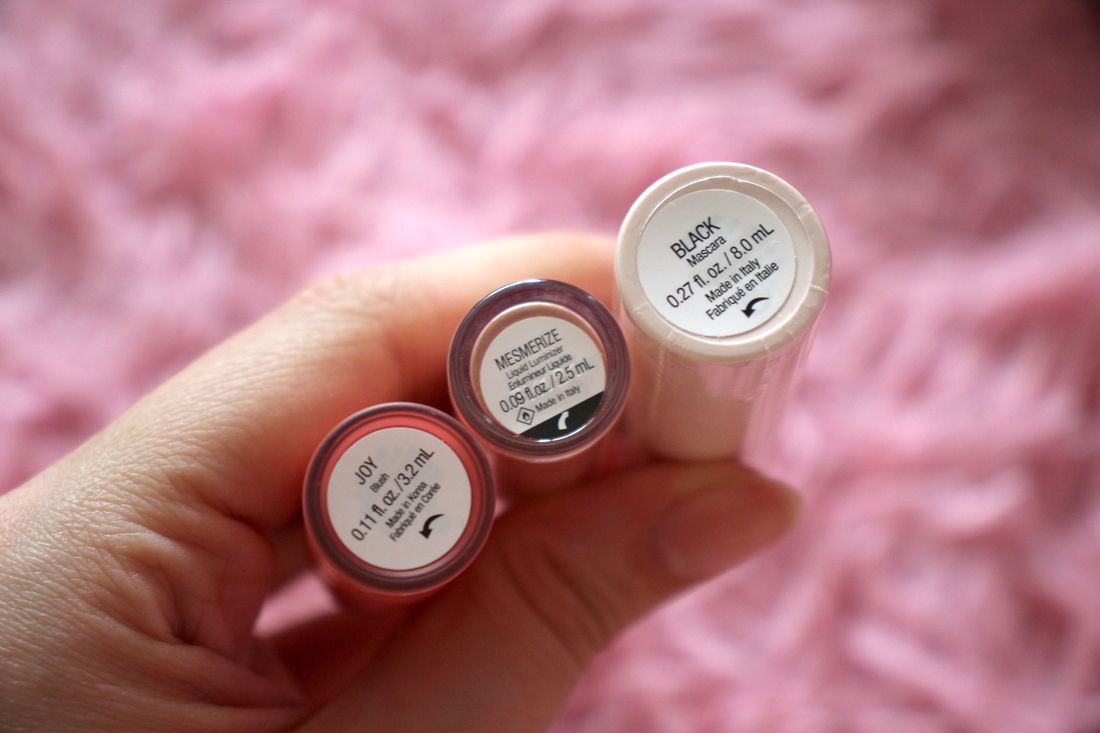 JOY
Blush
0.11 fl. oz. / 3.2 mL
Made in Korea
Fabriqué en Corée
MESMERIZE
Liquid Luminizer
Enlumineur Liquide
0.09 fl.oz. / 2.5 mL
Made in Italy
BLACK
Mascara
0.27 fl. oz. / 8.0 mL
Made in Italy
Fabriqué en Italie